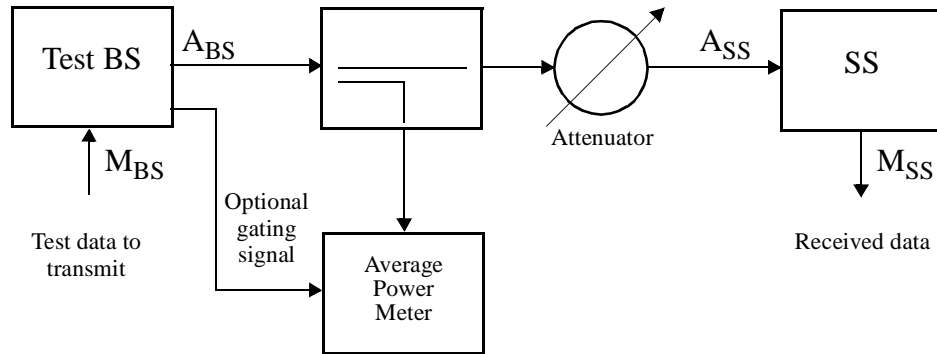 Test BS
A_BS
A_SS
SS
Attenuator
M_BS
M_SS
Optional
gating
signal
Test data to
transmit
Average
Power
Meter
Received data